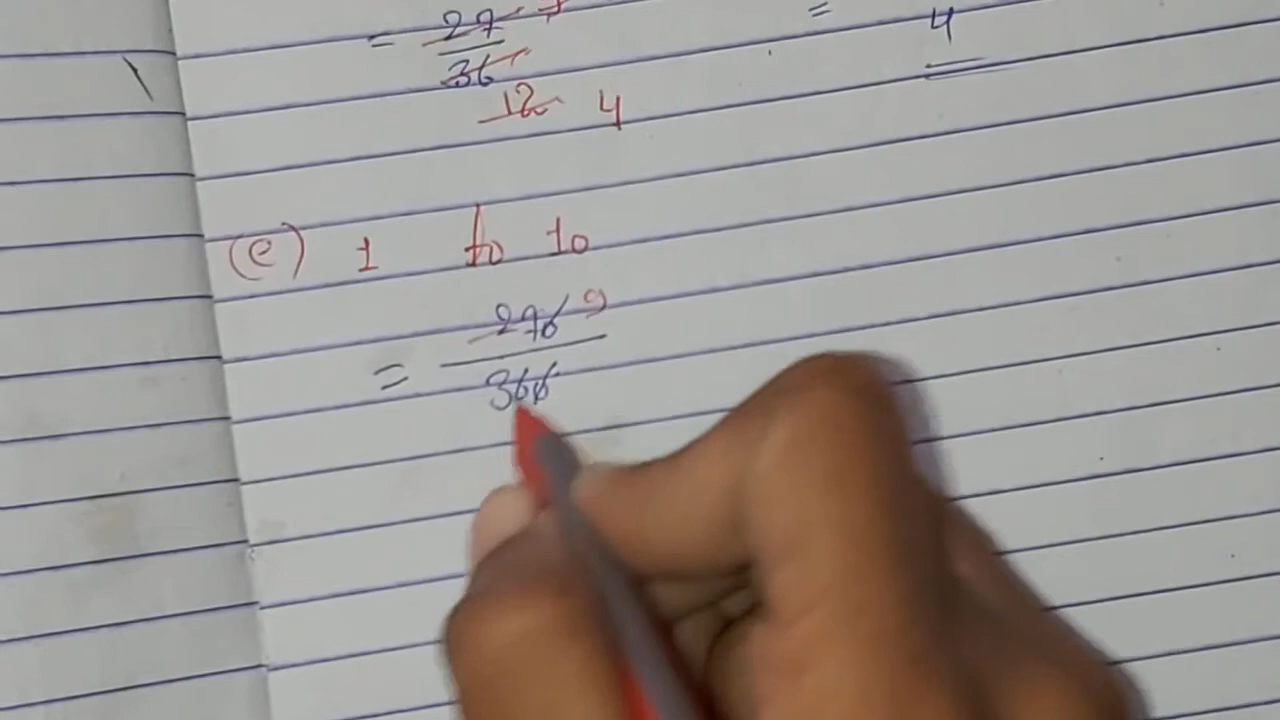 = 27/36 = 4
12 4
(e) 1 to 10
= 270/360 9